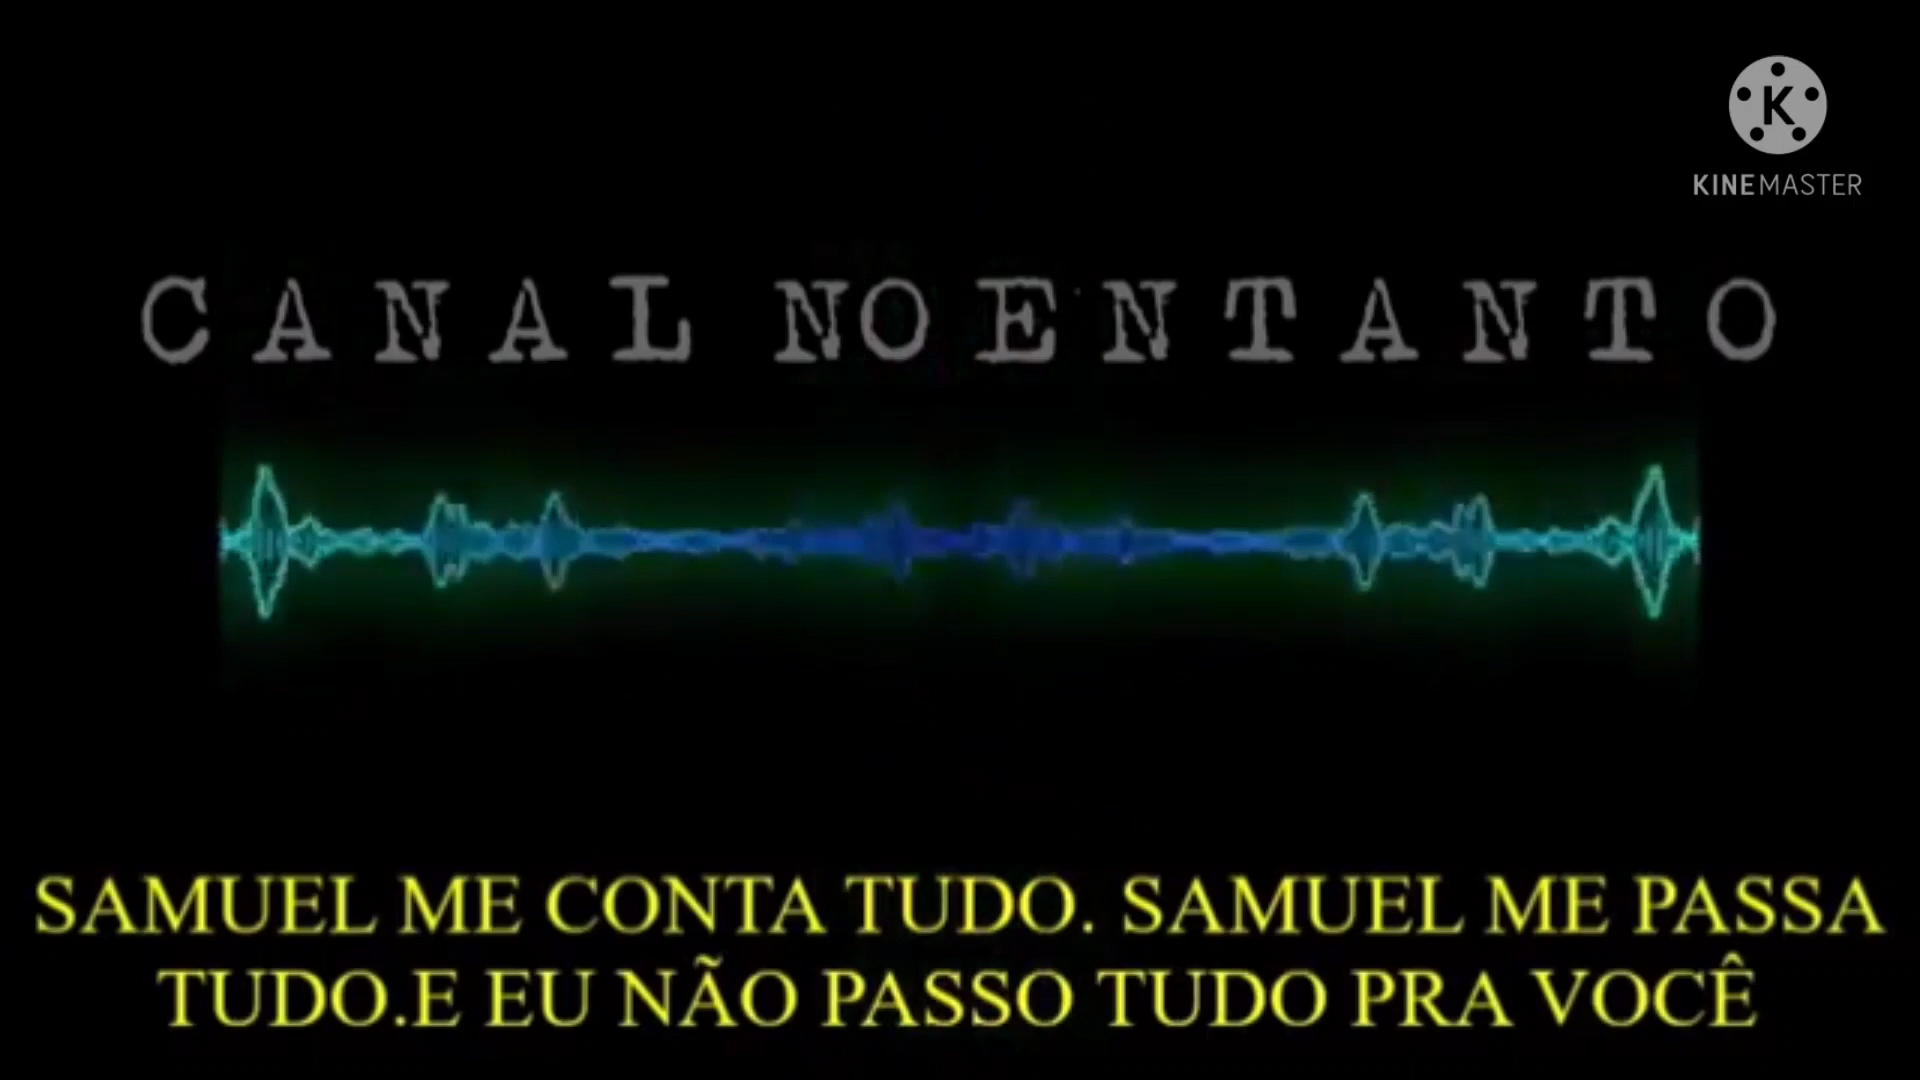 K
KINEMASTER
CANAL NOENTANTO
SAMUEL ME CONTA TUDO. SAMUEL ME PASSA
TUDO.E EU NÃO PASSO TUDO PRA VOCÊ